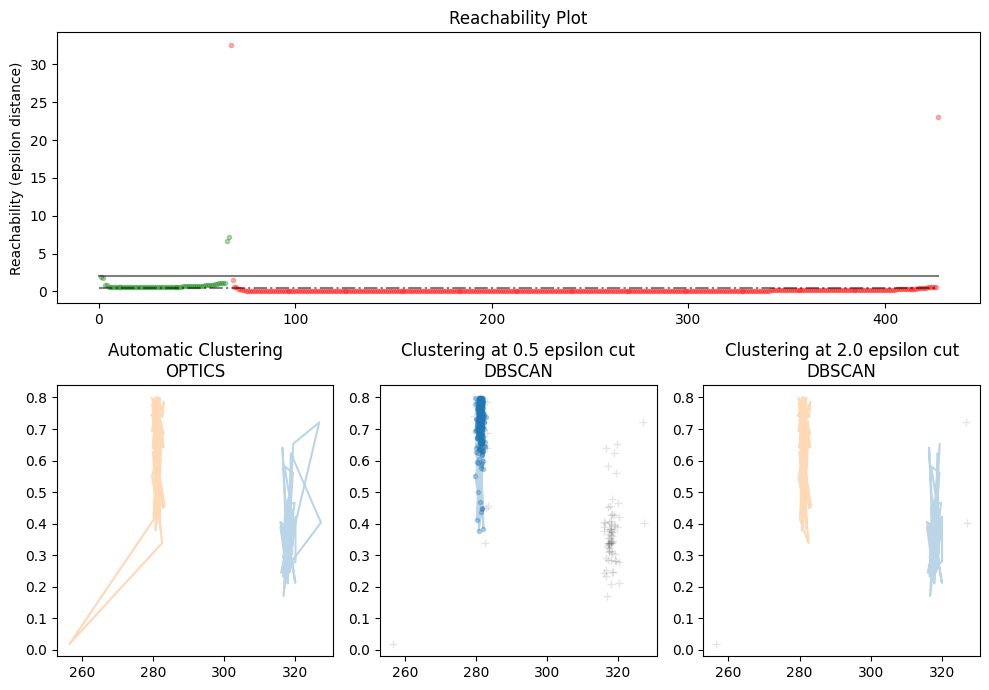 Reachability Plot
Reachability (epsilon distance)
30
25
20
15
10
5
0
0 100 200 300 400
Automatic Clustering
OPTICS
0.8
0.7
0.6
0.5
0.4
0.3
0.2
0.1
0.0
260 280 300 320
Clustering at 0.5 epsilon cut
DBSCAN
0.8
0.7
0.6
0.5
0.4
0.3
0.2
0.1
0.0
260 280 300 320
Clustering at 2.0 epsilon cut
DBSCAN
0.8
0.7
0.6
0.5
0.4
0.3
0.2
0.1
0.0
260 280 300 320